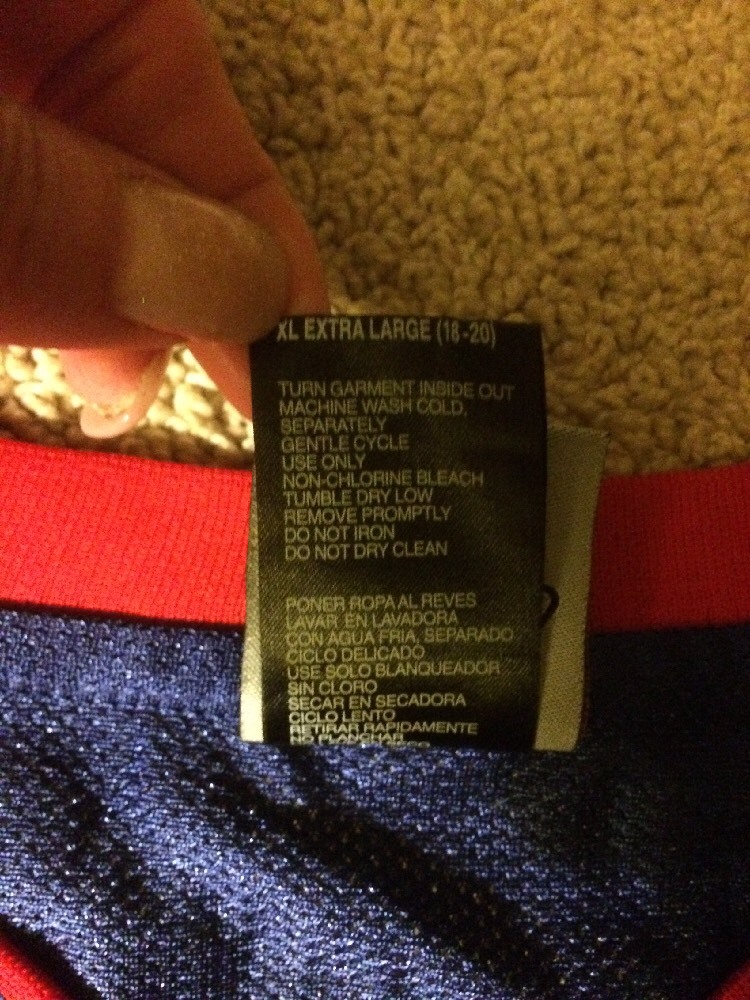 XL EXTRA LARGE (18-20)
TURN GARMENT INSIDE OUT
MACHINE WASH COLD,
SEPARATELY
GENTLE CYCLE
USE ONLY
NON-CHLORINE BLEACH
TUMBLE DRY LOW
REMOVE PROMPTLY
DO NOT IRON
DO NOT DRY CLEAN
PONER ROPA AL REVES
LAVAR EN LAVADORA
CON AGUA FRIA, SEPARADO
CICLO DELICADO
USE SOLO BLANQUEADOR
SIN CLORO
SECAR EN SECADORA
CICLO LENTO
RETIRAR RAPIDAMENTE
NO PLANCHAR